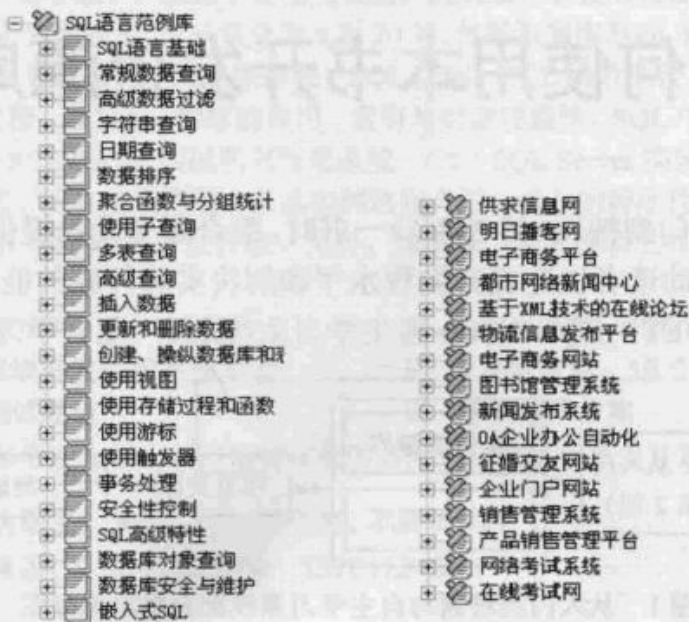 SQL语言范例库
SQL语言基础
常规数据查询
高级数据过滤
字符串查询
日期查询
数据排序
聚合函数与分组统计
使用子查询
多表查询
高级查询
插入数据
更新和删除数据
创建、操纵数据库和
使用视图
使用存储过程和函数
使用游标
使用触发器
事务处理
安全性控制
SQL高级特性
数据库对象查询
数据库安全与维护
嵌入式SQL
供求信息网
明日播客网
电子商务平台
都市网络新闻中心
基于XML技术的在线论坛
物流信息发布平台
电子商务网站
图书馆管理系统
新闻发布系统
OA企业办公自动化
征婚交友网站
企业门户网站
销售管理系统
产品销售管理平台
网络考试系统
在线考试网